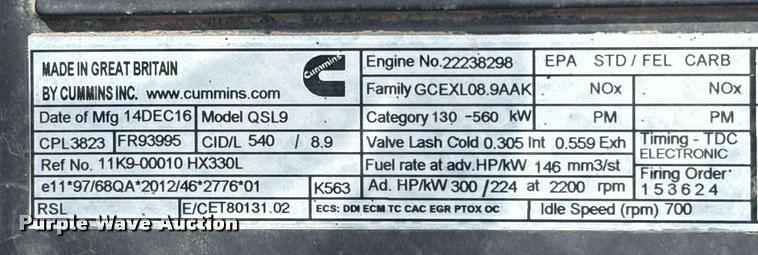 MADE IN GREAT BRITAIN
BY CUMMINS INC. www.cummins.com
Cummins
Engine No.22238298
EPA STD / FEL CARB
Family GCEXL08.9AAK
NOx NOx
Date of Mfg 14DEC16 Model QSL9
Category 130 -560 kW
PM PM
CPL3823 FR93995 CID/L 540 / 8.9
Valve Lash Cold 0.305 Int 0.559 Exh
Timing - TDC
ELECTRONIC
Ref No. 11K9-00010 HX330L
Fuel rate at adv.HP/kW 146 mm3/st
Firing Order
153624
e11*97/68QA*2012/46*2776*01 K563
Ad. HP/kW 300 / 224 at 2200 rpm
RSL E/CET80131.02
ECS: DDI ECM TC CAC EGR PTOX OC
Idle Speed (rpm) 700
Purple Wave Auction